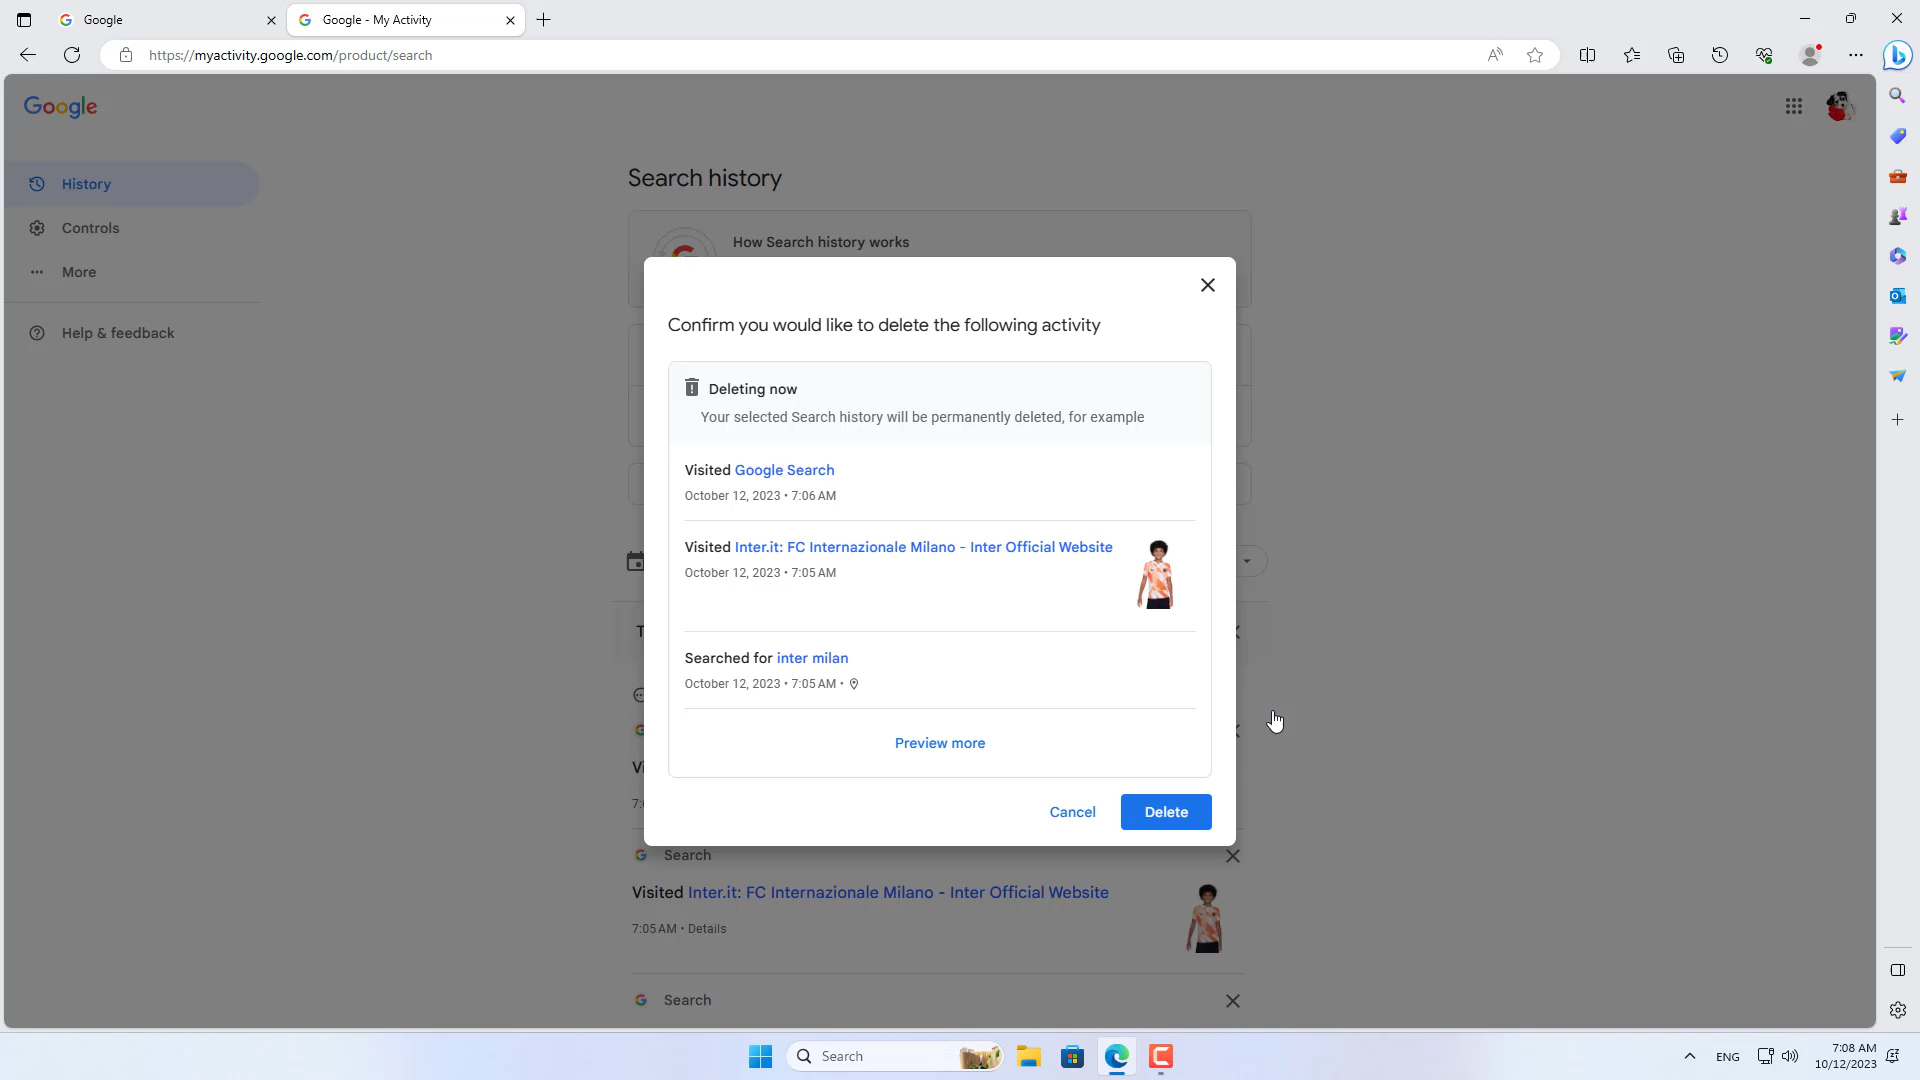 Google
Google - My Activity
https://myactivity.google.com/product/search
Google
History
Controls
More
Help & feedback
Search history
How Search history works
Confirm you would like to delete the following activity
Deleting now
Your selected Search history will be permanently deleted, for example
Visited Google Search
October 12, 2023 • 7:06 AM
Visited Inter.it: FC Internazionale Milano - Inter Official Website
October 12, 2023 • 7:05 AM
Searched for inter milan
October 12, 2023 • 7:05 AM •
Preview more
Cancel
Delete
Search
Visited Inter.it: FC Internazionale Milano - Inter Official Website
7:05 AM • Details
Search
Search
ENG
7:08 AM
10/12/2023